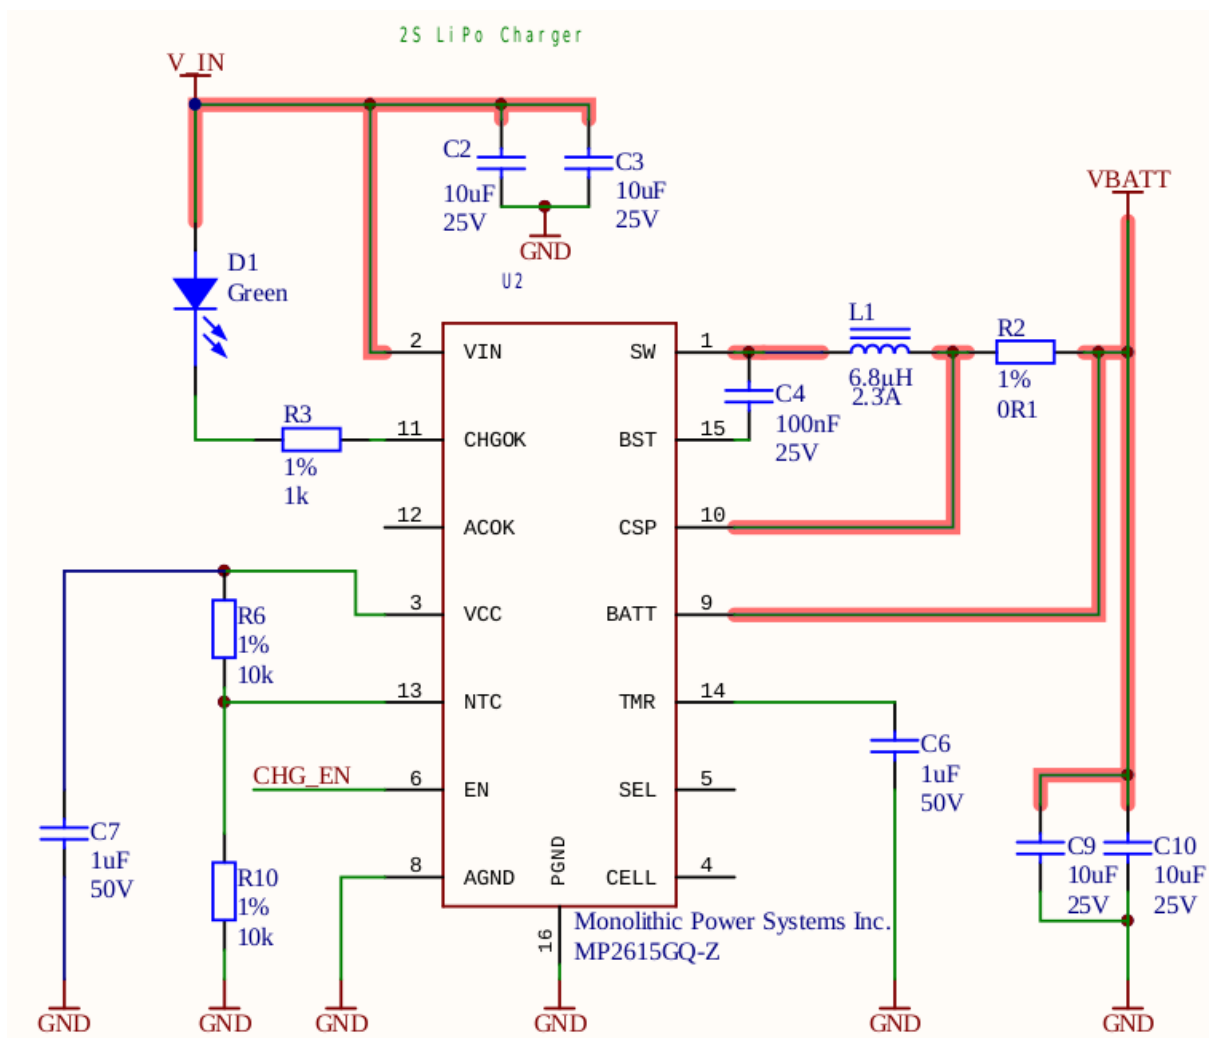 2S LiPo Charger
V_IN
C2
10uF
25V
C3
10uF
25V
GND
VBATT
D1
Green
U2
L1
6.8µH
2.3A
R2
1%
0R1
2 VIN
SW 1
C4
100nF
25V
R3
1%
1k
11 CHGOK
BST 15
12 ACOK
CSP 10
3 VCC
BATT 9
R6
1%
10k
13 NTC
TMR 14
C6
1uF
50V
CHG_EN
6 EN
SEL 5
C7
1uF
50V
R10
1%
10k
8 AGND
PGND
16
CELL 4
C9
10uF
25V
C10
10uF
25V
Monolithic Power Systems Inc.
MP2615GQ-Z
GND
GND
GND
GND
GND
GND